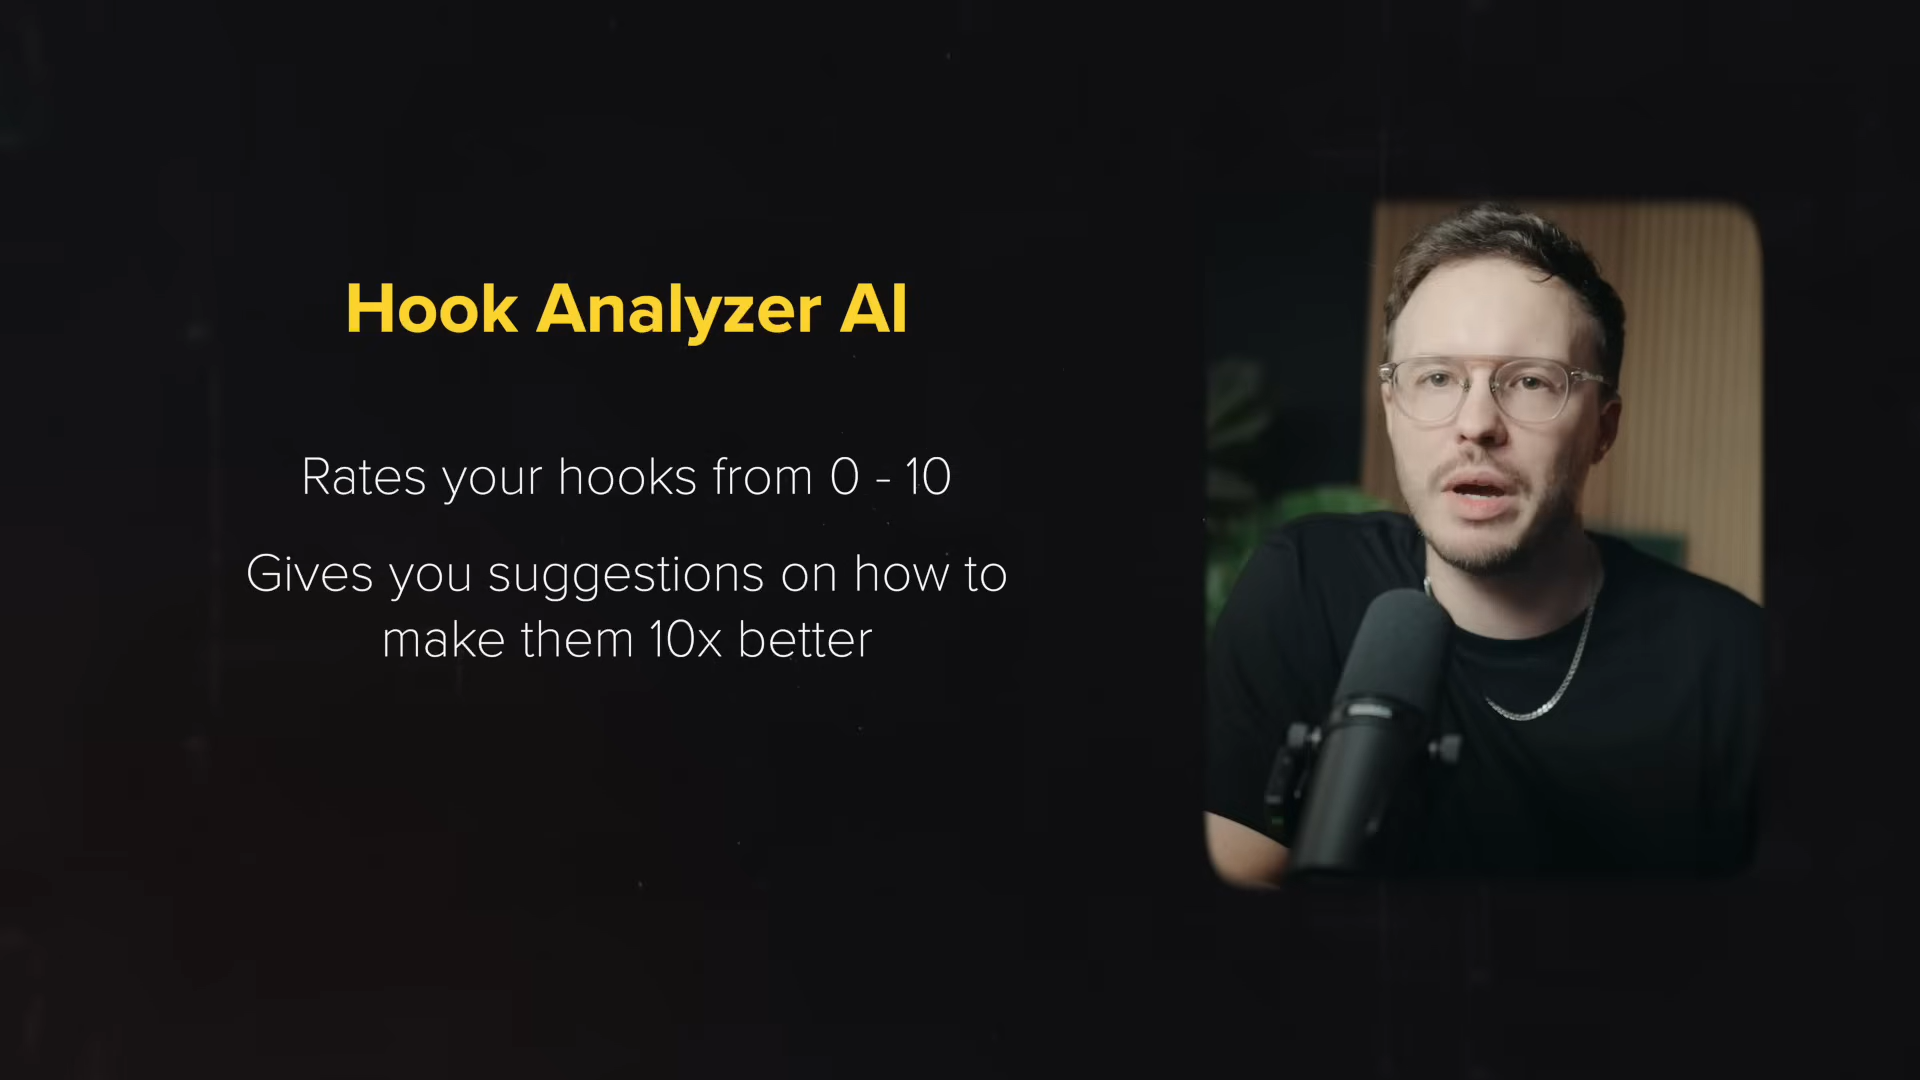 Hook Analyzer AI
Rates your hooks from 0 - 10
Gives you suggestions on how to
make them 10x better